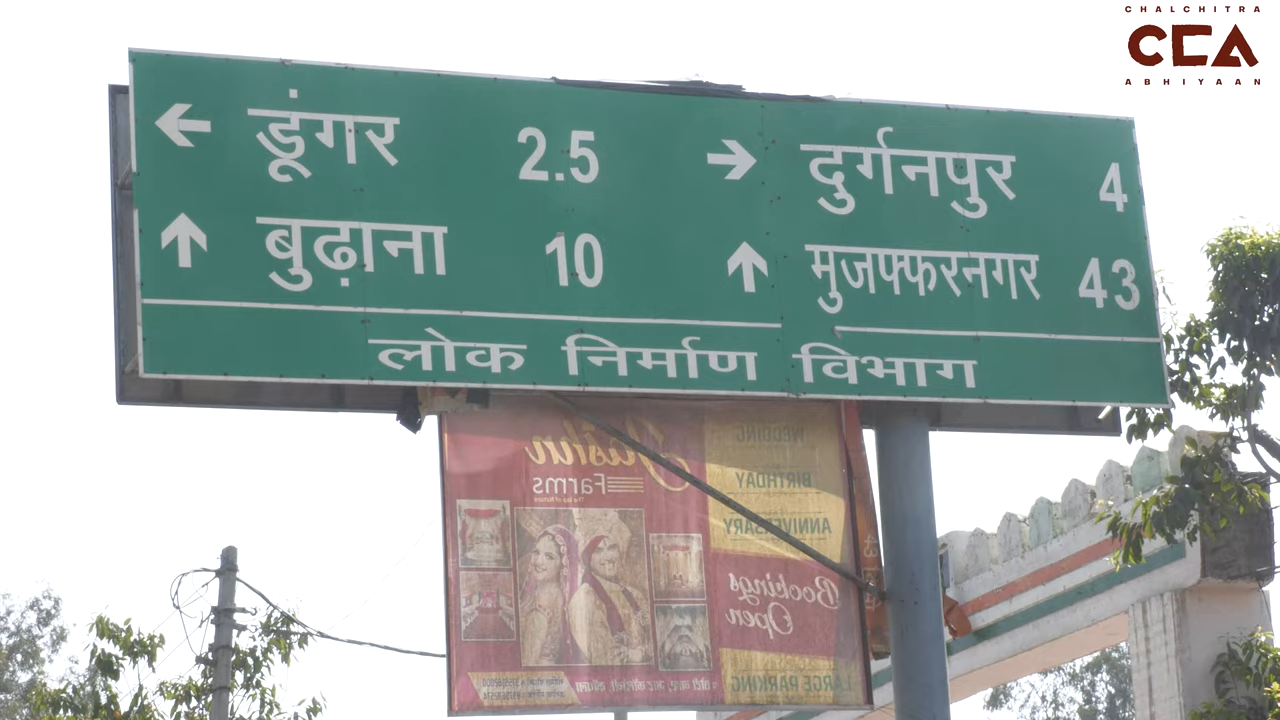 CHALCHITRA
CCA
ABHIYAAN
← डूंगर 2.5 → दुर्गनपुर 4
↑ बुढ़ाना 10 ↑ मुजफ्फरनगर 43
लोक निर्माण विभाग
WEDDING
Farms
BIRTHDAY
ANNIVERSARY
Bookings
Open
LARGE PARKING